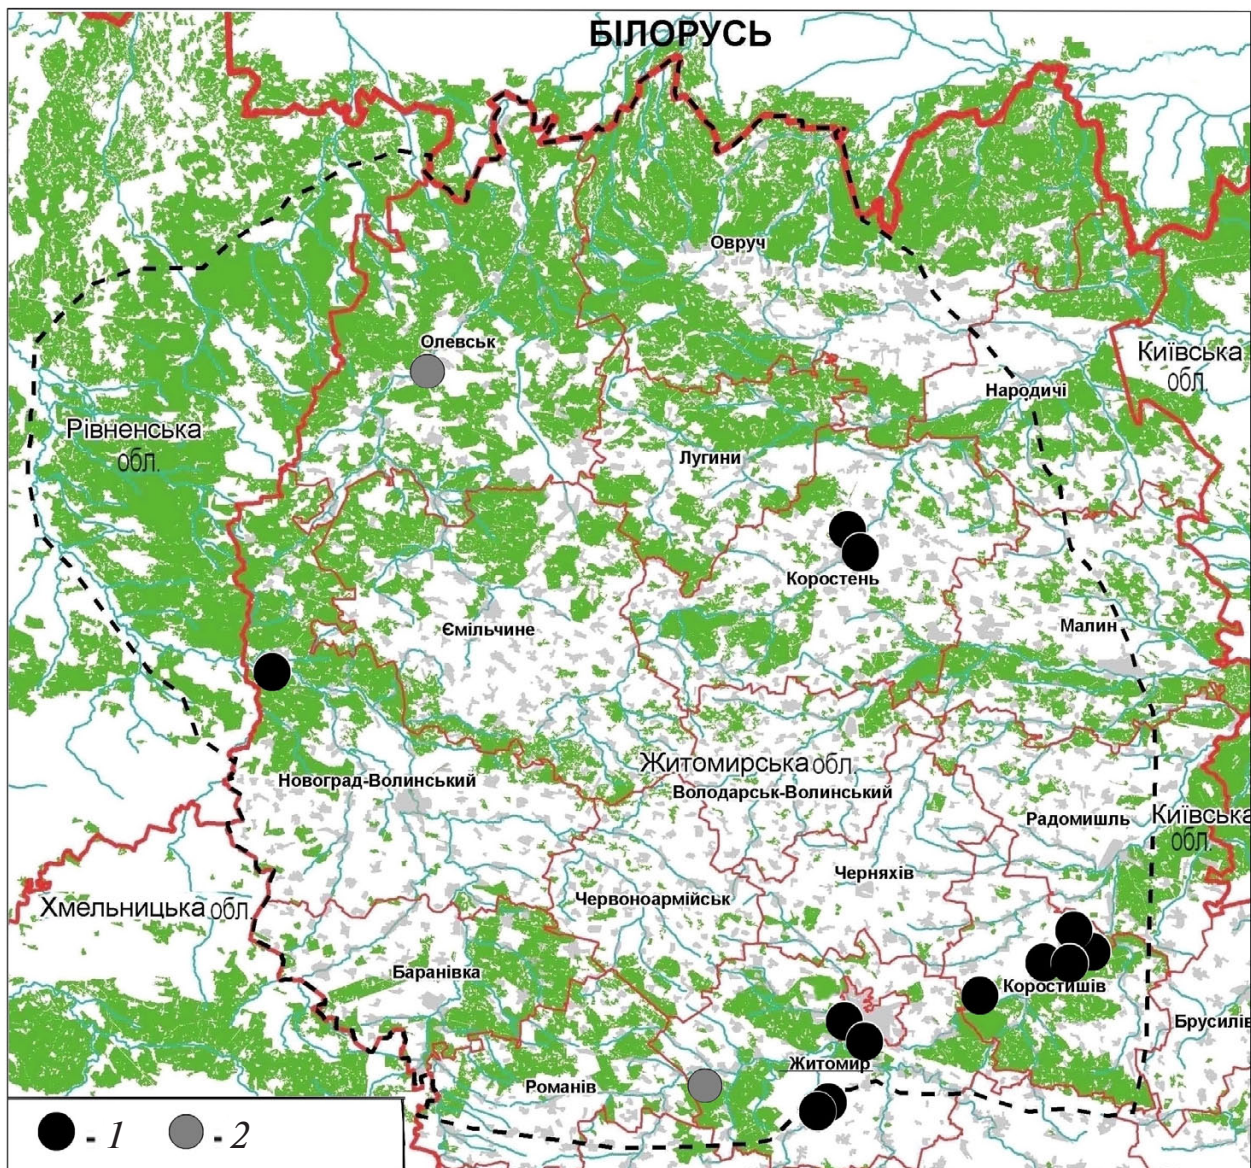 БІЛОРУСЬ
Овруч
Олевськ
Київська
обл.
Народичі
Рівненська
обл.
Лугини
Коростень
Ємільчине
Малин
Житомирська обл.
Новоград-Волинський
Володарськ-Волинський
Радомишль
Київська
обл.
Черняхів
Червоноармійськ
Хмельницька обл.
Баранівка
Коростишів
Брусилів
Житомир
Романів
- 1
- 2